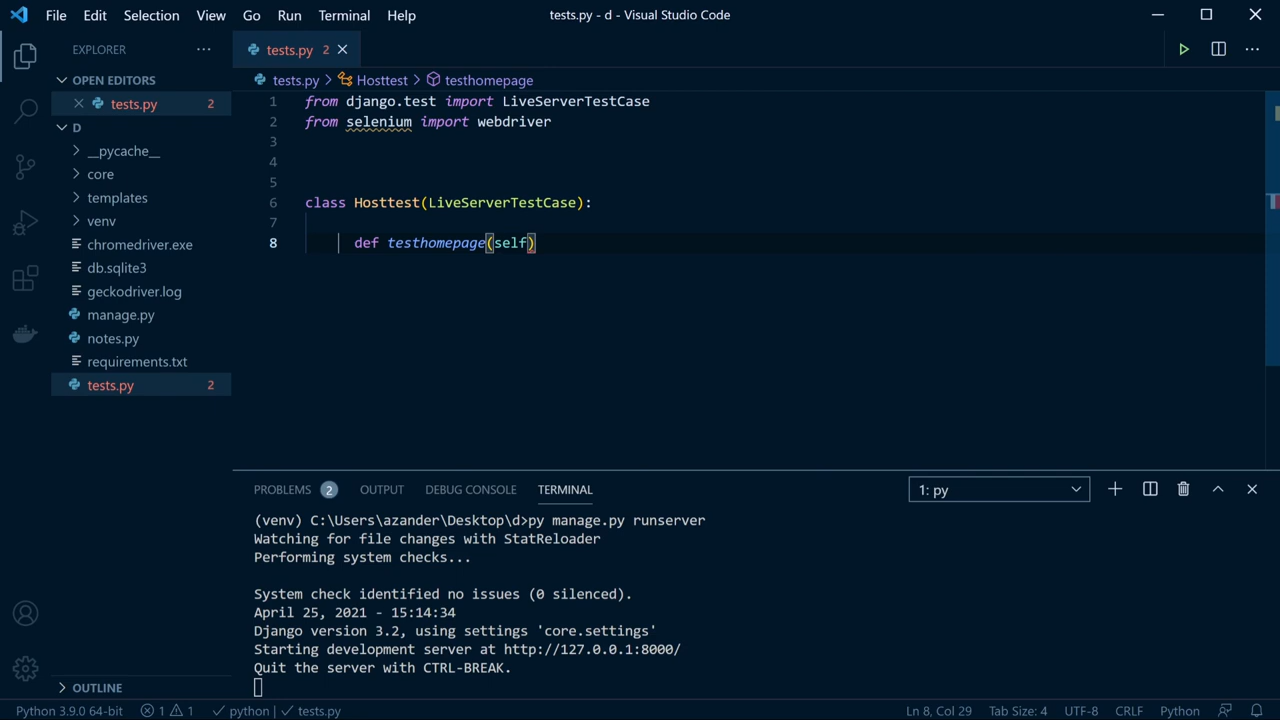 File Edit Selection View Go Run Terminal Help
tests.py - d - Visual Studio Code
EXPLORER
OPEN EDITORS
tests.py 2
D
__pycache__
core
templates
venv
chromedriver.exe
db.sqlite3
geckodriver.log
manage.py
notes.py
requirements.txt
tests.py 2
OUTLINE
tests.py 2
tests.py > Hosttest > testhomepage
1 from django.test import LiveServerTestCase
2 from selenium import webdriver
3
4
5
6 class Hosttest(LiveServerTestCase):
7
8 def testhomepage(self)
PROBLEMS 2 OUTPUT DEBUG CONSOLE TERMINAL
1: py
(venv) C:\Users\azander\Desktop\d>py manage.py runserver
Watching for file changes with StatReloader
Performing system checks...
System check identified no issues (0 silenced).
April 25, 2021 - 15:14:34
Django version 3.2, using settings 'core.settings'
Starting development server at http://127.0.0.1:8000/
Quit the server with CTRL-BREAK.
Python 3.9.0 64-bit 1 1 python | tests.py
Ln 8, Col 29 Tab Size: 4 UTF-8 CRLF Python